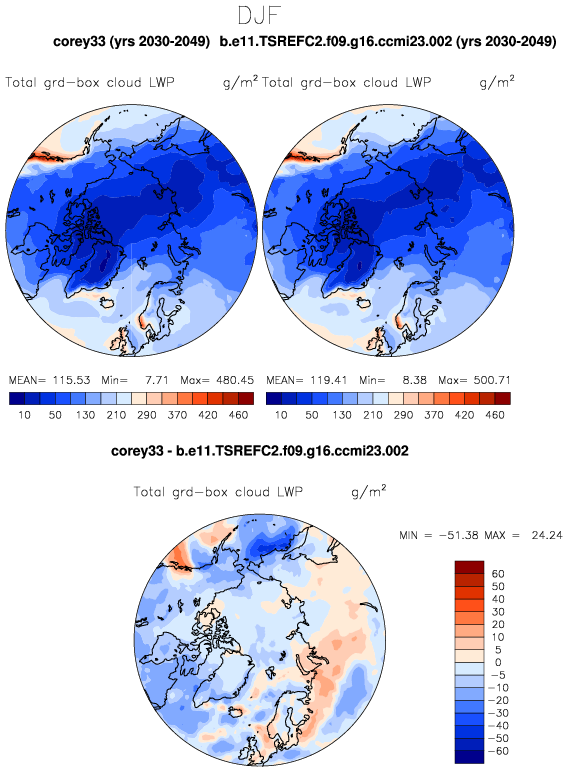 DJF
corey33 (yrs 2030-2049) b.e11.TSREFC2.f09.g16.ccmi23.002 (yrs 2030-2049)
Total grd-box cloud LWP g/m² Total grd-box cloud LWP g/m²
MEAN= 115.53 Min= 7.71 Max= 480.45 MEAN= 119.41 Min= 8.38 Max= 500.71
10 50 130 210 290 370 420 460 10 50 130 210 290 370 420 460
corey33 - b.e11.TSREFC2.f09.g16.ccmi23.002
Total grd-box cloud LWP g/m²
MIN = -51.38 MAX = 24.24
60
50
40
30
20
10
5
0
-5
-10
-20
-30
-40
-50
-60